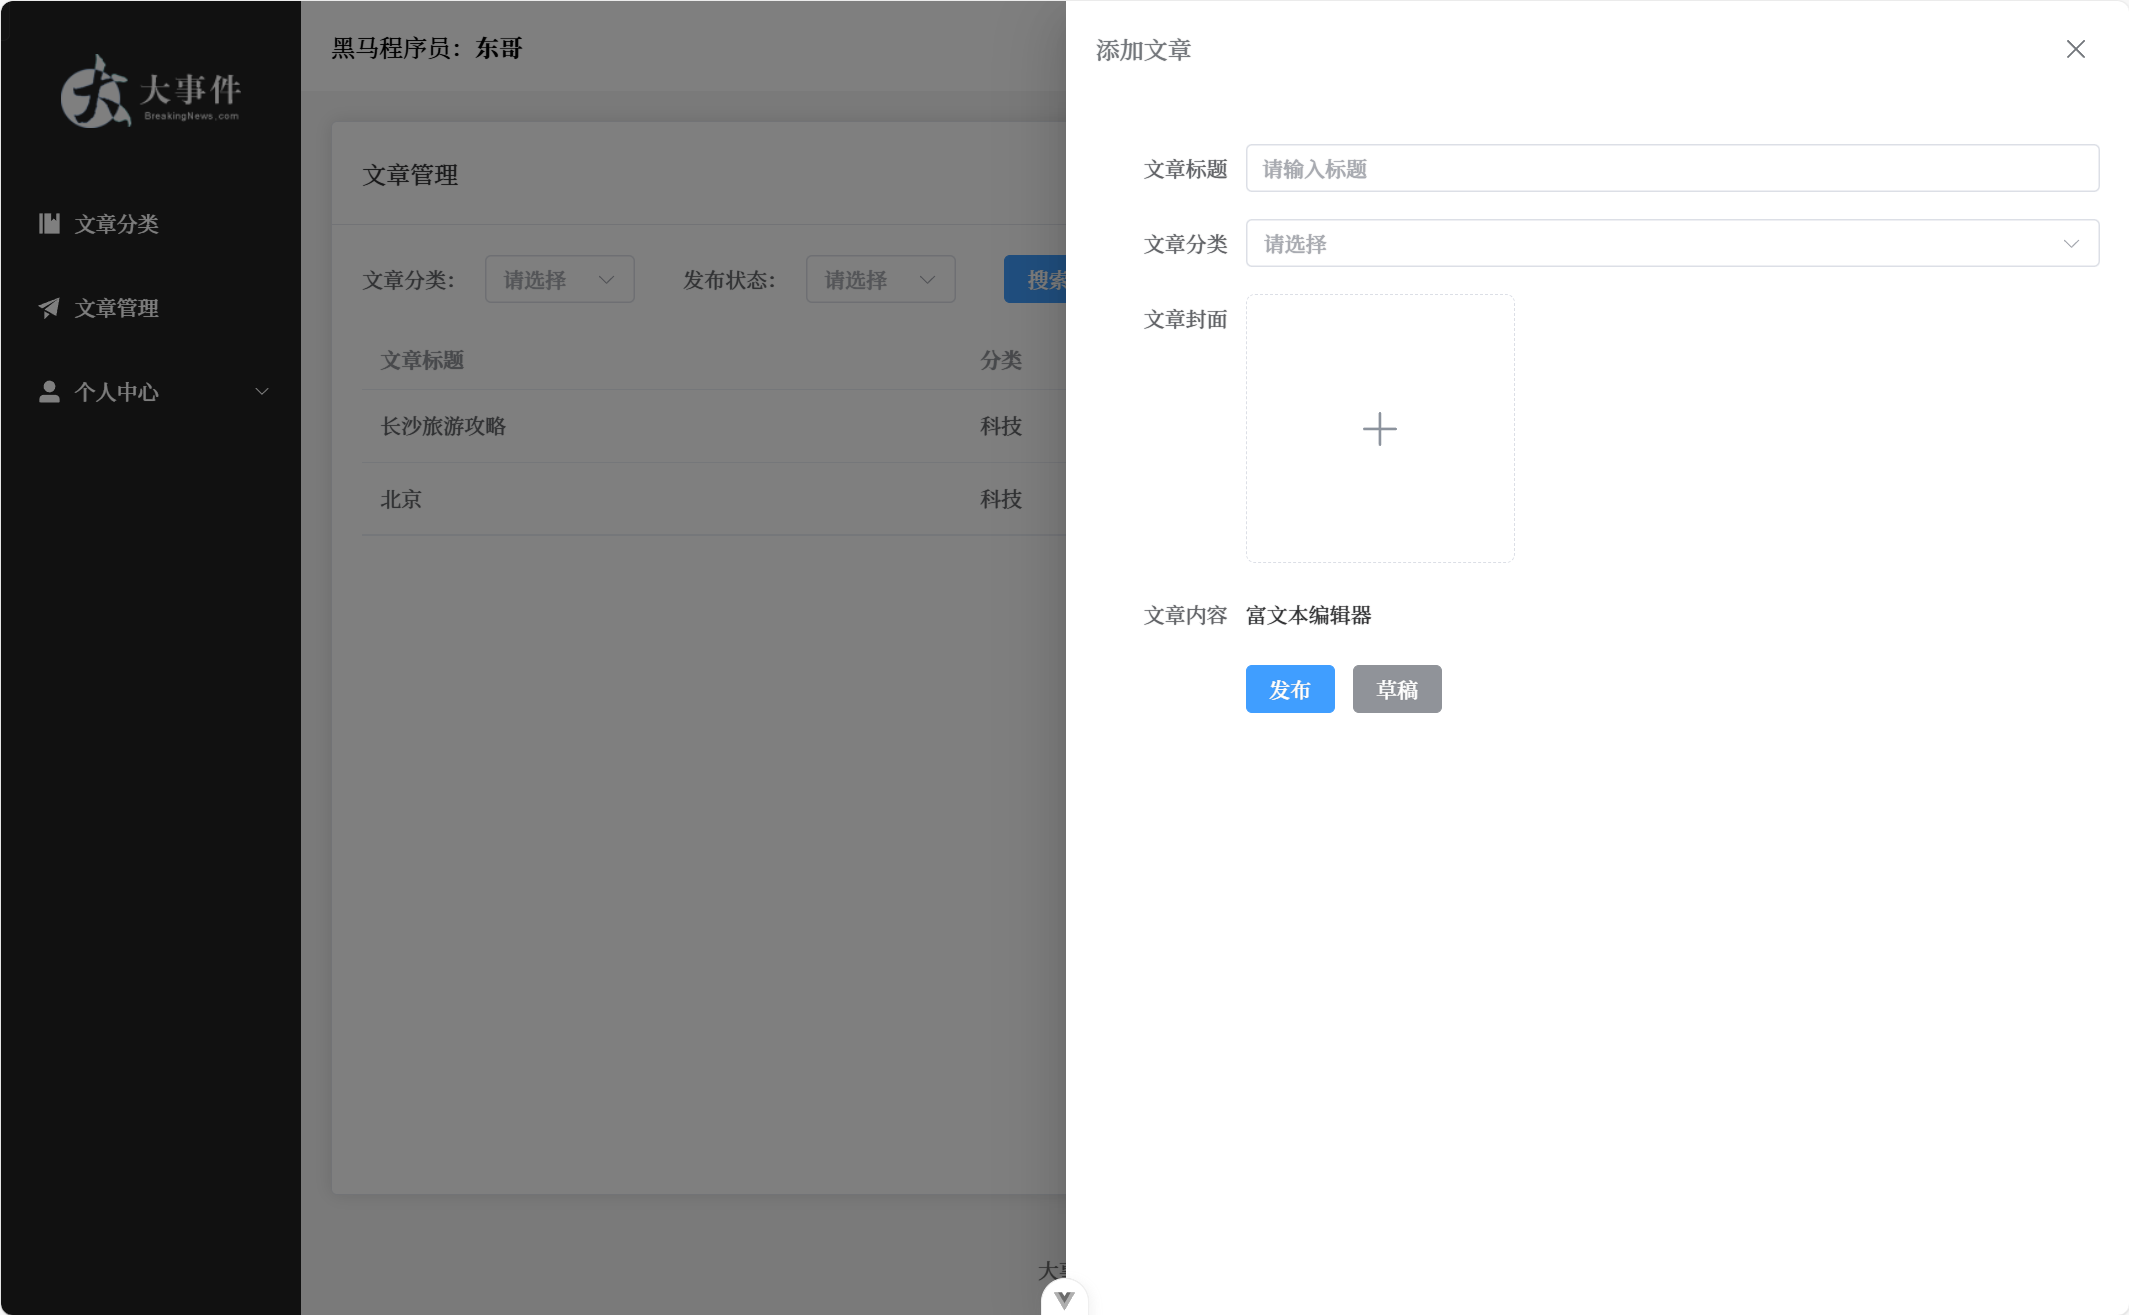 大事件
BreakingNews.com
文章分类
文章管理
个人中心
黑马程序员：东哥
文章管理
文章分类： 请选择 发布状态： 请选择 搜索
文章标题 分类
长沙旅游攻略 科技
北京 科技
大
添加文章
文章标题 请输入标题
文章分类 请选择
文章封面
文章内容 富文本编辑器
发布 草稿